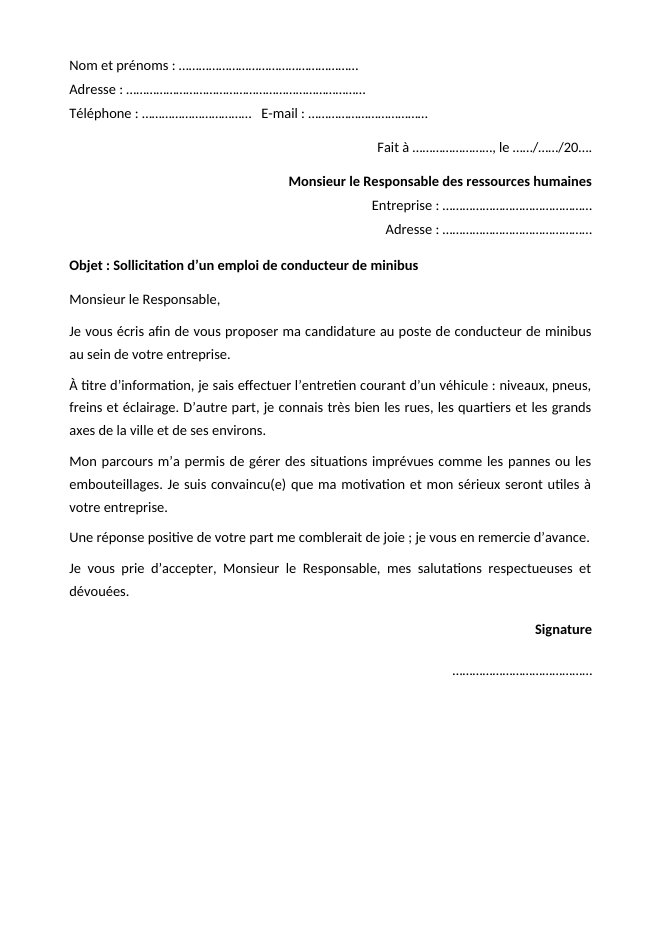 Nom et prénoms : ………………………………………………
Adresse : ………………………………………………………………
Téléphone : …………………………… E-mail : ………………………………
Fait à ……………………, le ……/……/20….
Monsieur le Responsable des ressources humaines
Entreprise : ………………………………………
Adresse : ………………………………………
Objet : Sollicitation d’un emploi de conducteur de minibus
Monsieur le Responsable,
Je vous écris afin de vous proposer ma candidature au poste de conducteur de minibus
au sein de votre entreprise.
À titre d’information, je sais effectuer l’entretien courant d’un véhicule : niveaux, pneus,
freins et éclairage. D’autre part, je connais très bien les rues, les quartiers et les grands
axes de la ville et de ses environs.
Mon parcours m’a permis de gérer des situations imprévues comme les pannes ou les
embouteillages. Je suis convaincu(e) que ma motivation et mon sérieux seront utiles à
votre entreprise.
Une réponse positive de votre part me comblerait de joie ; je vous en remercie d’avance.
Je vous prie d’accepter, Monsieur le Responsable, mes salutations respectueuses et
dévouées.
Signature
……………………………………